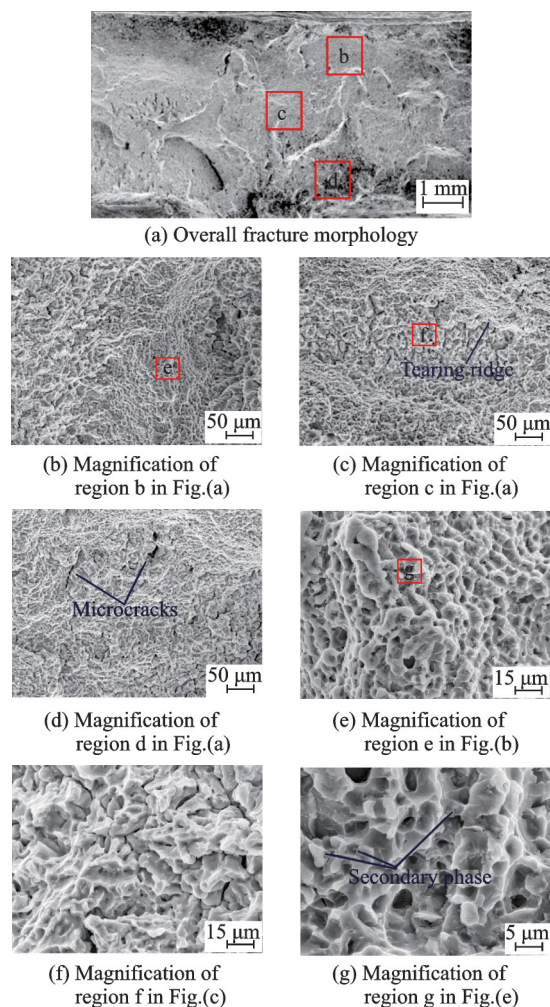 b
c
d
1 mm
(a) Overall fracture morphology
e
50 μm
f
Tearing ridge
50 μm
(b) Magnification of
region b in Fig.(a)
(c) Magnification of
region c in Fig.(a)
Microcracks
50 μm
g
15 μm
(d) Magnification of
region d in Fig.(a)
(e) Magnification of
region e in Fig.(b)
15 μm
Secondary phase
5 μm
(f) Magnification of
region f in Fig.(c)
(g) Magnification of
region g in Fig.(e)